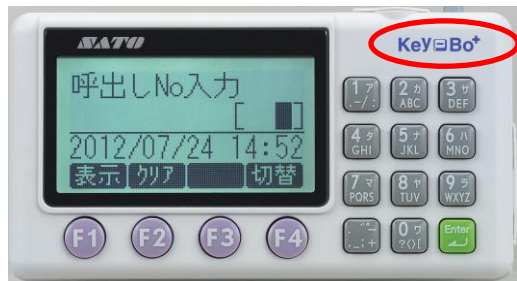 SATO
KeyBo+
呼出しNo入力
[ ]
2012/07/24 14:52
表示 クリア 切替
F1 F2 F3 F4
1 ア .-/:
2 カ ABC
3 サ DEF
4 タ GHI
5 ナ JKL
6 ハ MNO
7 マ PQRS
8 ヤ TUV
9 ラ WXYZ
0 ワ ?()[
Enter